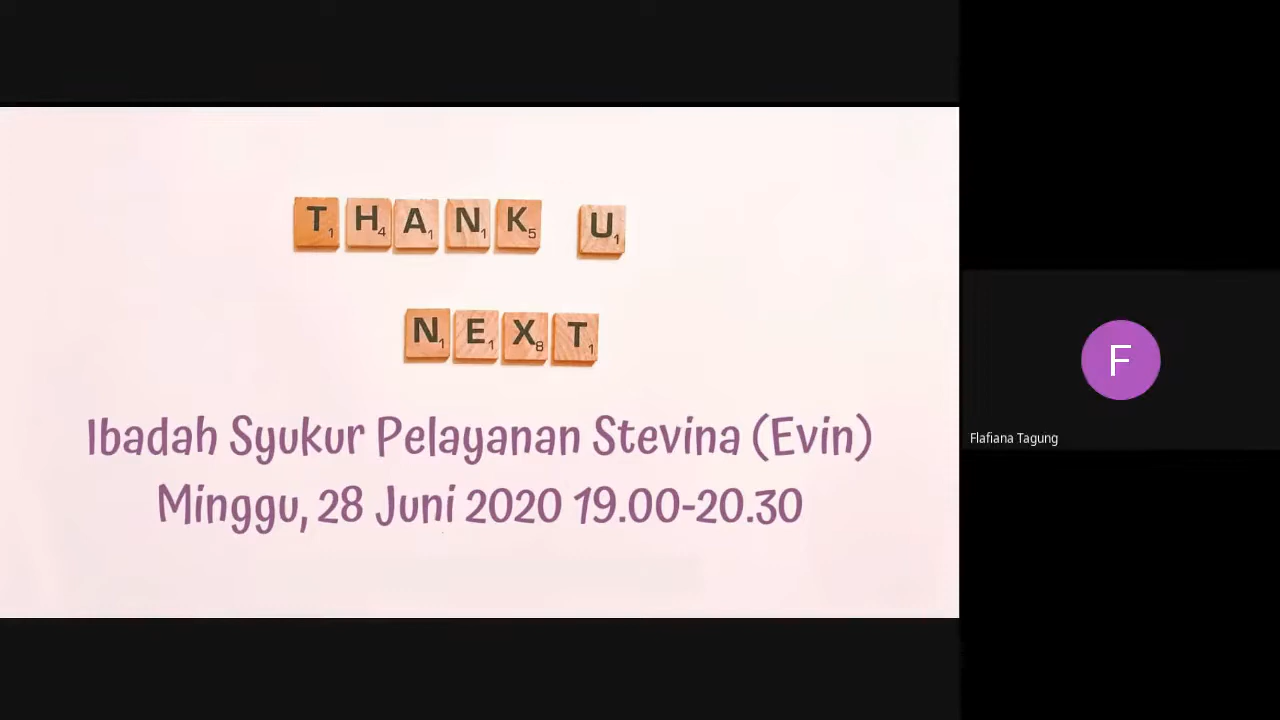 THANK U
NEXT
Ibadah Syukur Pelayanan Stevina (Evin)
Minggu, 28 Juni 2020 19.00-20.30
F
Flafiana Tagung